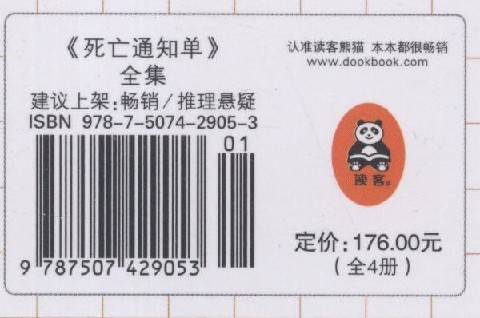 《死亡通知单》
全集
建议上架:畅销/推理悬疑
ISBN 978-7-5074-2905-3
01
9 787507 429053
认准读客熊猫 本本都很畅销
www.dookbook.com
读客®
定价:176.00元
(全4册)